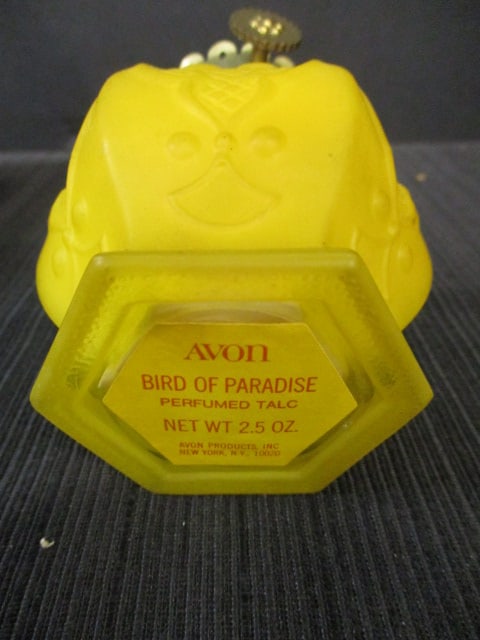 AVON
BIRD OF PARADISE
PERFUMED TALC
NET WT 2.5 OZ.
AVON PRODUCTS, INC
NEW YORK, N.Y. 10020